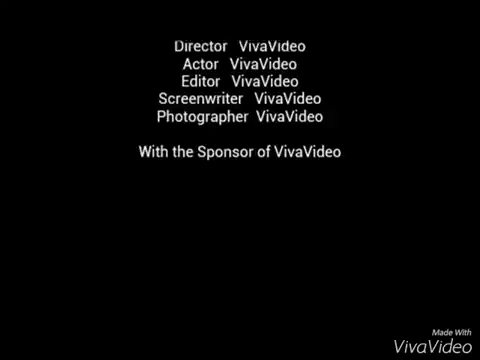 Director VivaVideo
Actor VivaVideo
Editor VivaVideo
Screenwriter VivaVideo
Photographer VivaVideo
With the Sponsor of VivaVideo
Made With
VivaVideo